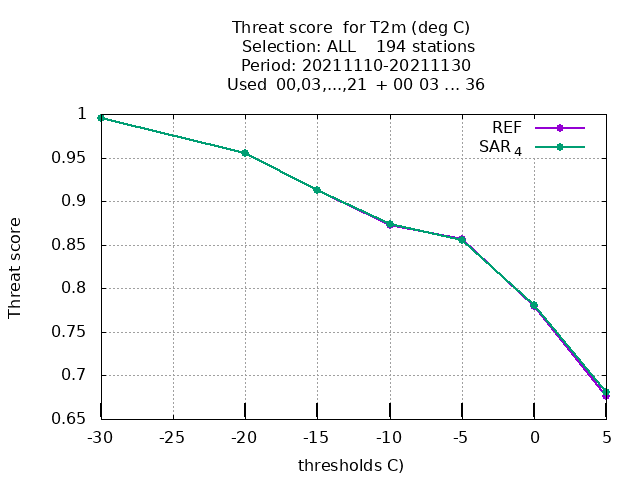 Threat score for T2m (deg C)
Selection: ALL 194 stations
Period: 20211110-20211130
Used 00,03,...,21 + 00 03 ... 36
REF
SAR 4
1
0.95
0.9
0.85
0.8
0.75
0.7
0.65
Threat score
-30 -25 -20 -15 -10 -5 0 5
thresholds C)